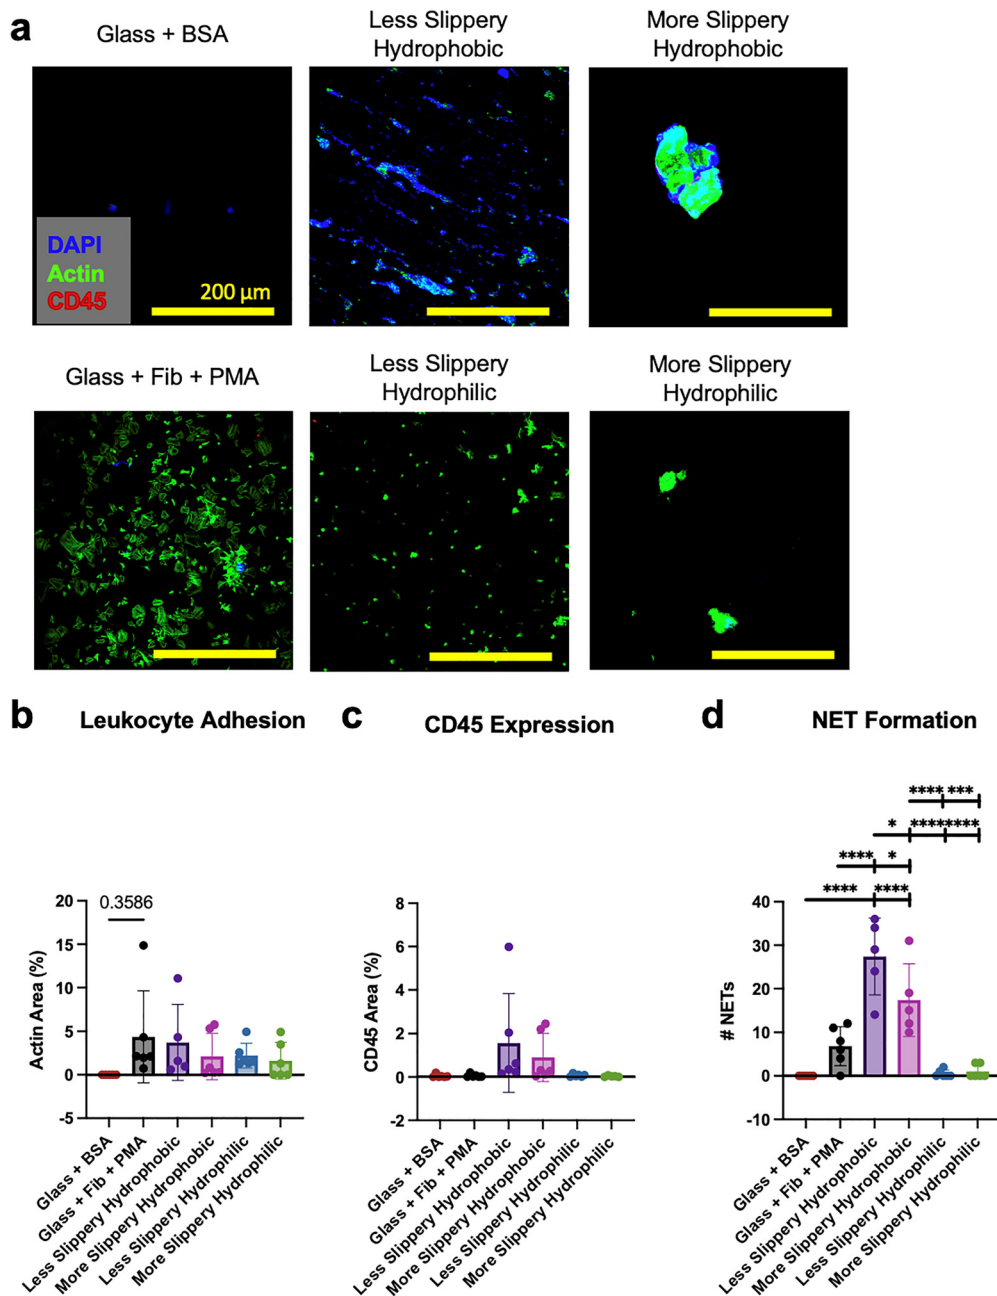 a
Glass + BSA
Less Slippery
Hydrophobic
More Slippery
Hydrophobic
DAPI
Actin
CD45
200 µm
Glass + Fib + PMA
Less Slippery
Hydrophilic
More Slippery
Hydrophilic
b Leukocyte Adhesion
0.3586
Actin Area (%)
20
15
10
5
0
-5
Glass + BSA
Glass + Fib + PMA
Less Slippery Hydrophobic
More Slippery Hydrophobic
Less Slippery Hydrophilic
More Slippery Hydrophilic
c CD45 Expression
CD45 Area (%)
8
6
4
2
0
-2
Glass + BSA
Glass + Fib + PMA
Less Slippery Hydrophobic
More Slippery Hydrophobic
Less Slippery Hydrophilic
More Slippery Hydrophilic
d NET Formation
**** ***
* **** ****
**** *
**** ****
# NETs
40
30
20
10
0
-10
Glass + BSA
Glass + Fib + PMA
Less Slippery Hydrophobic
More Slippery Hydrophobic
Less Slippery Hydrophilic
More Slippery Hydrophilic